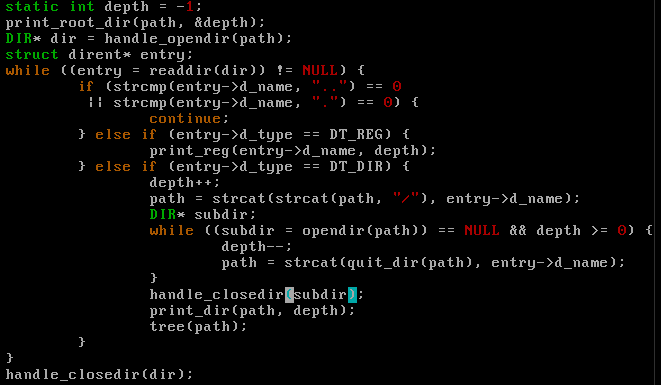 static int depth = -1;
print_root_dir(path, &depth);
DIR* dir = handle_opendir(path);
struct dirent* entry;
while ((entry = readdir(dir)) != NULL) {
        if (strcmp(entry->d_name, "..") == 0
         || strcmp(entry->d_name, ".") == 0) {
                continue;
        } else if (entry->d_type == DT_REG) {
                print_reg(entry->d_name, depth);
        } else if (entry->d_type == DT_DIR) {
                depth++;
                path = strcat(strcat(path, "/"), entry->d_name);
                DIR* subdir;
                while ((subdir = opendir(path)) == NULL && depth >= 0) {
                        depth--;
                        path = strcat(quit_dir(path), entry->d_name);
                }
                handle_closedir(subdir);
                print_dir(path, depth);
                tree(path);
        }
}
handle_closedir(dir);